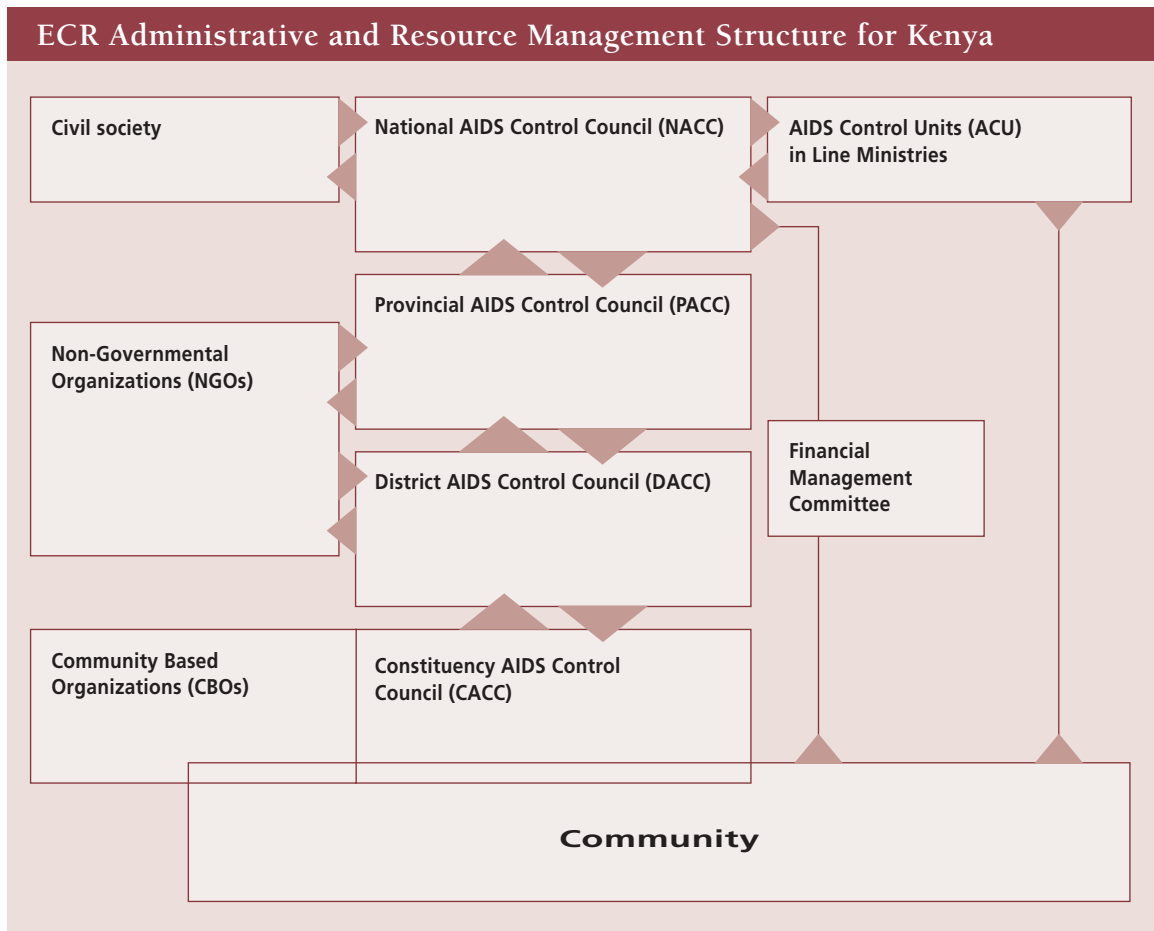 ECR Administrative and Resource Management Structure for Kenya
Civil society
National AIDS Control Council (NACC)
AIDS Control Units (ACU)
in Line Ministries
Provincial AIDS Control Council (PACC)
Non-Governmental
Organizations (NGOs)
Financial
Management
Committee
District AIDS Control Council (DACC)
Community Based
Organizations (CBOs)
Constituency AIDS Control
Council (CACC)
Community